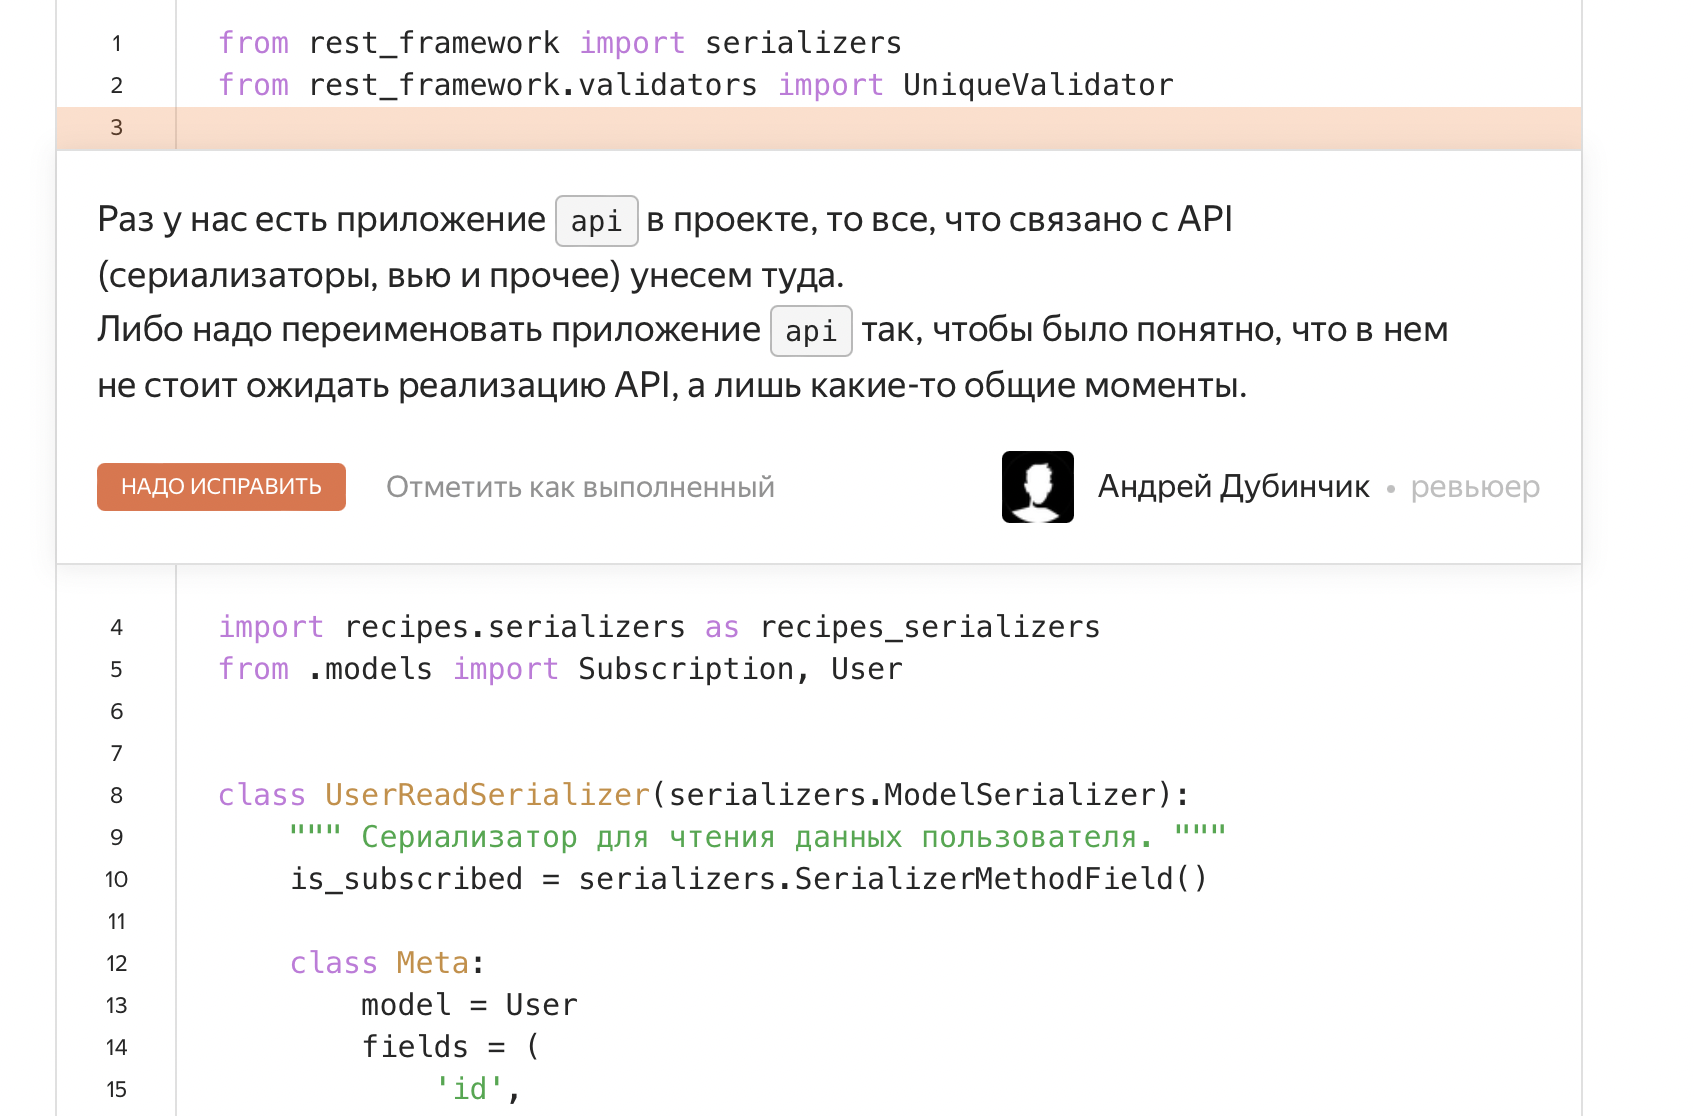 1 from rest_framework import serializers
2 from rest_framework.validators import UniqueValidator
3
Раз у нас есть приложение api в проекте, то все, что связано с API
(сериализаторы, вью и прочее) унесем туда.
Либо надо переименовать приложение api так, чтобы было понятно, что в нем
не стоит ожидать реализацию API, а лишь какие-то общие моменты.
НАДО ИСПРАВИТЬ Отметить как выполненный Андрей Дубинчик • ревьюер
4 import recipes.serializers as recipes_serializers
5 from .models import Subscription, User
6
7
8 class UserReadSerializer(serializers.ModelSerializer):
9     """ Сериализатор для чтения данных пользователя. """
10     is_subscribed = serializers.SerializerMethodField()
11
12     class Meta:
13         model = User
14         fields = (
15             'id',